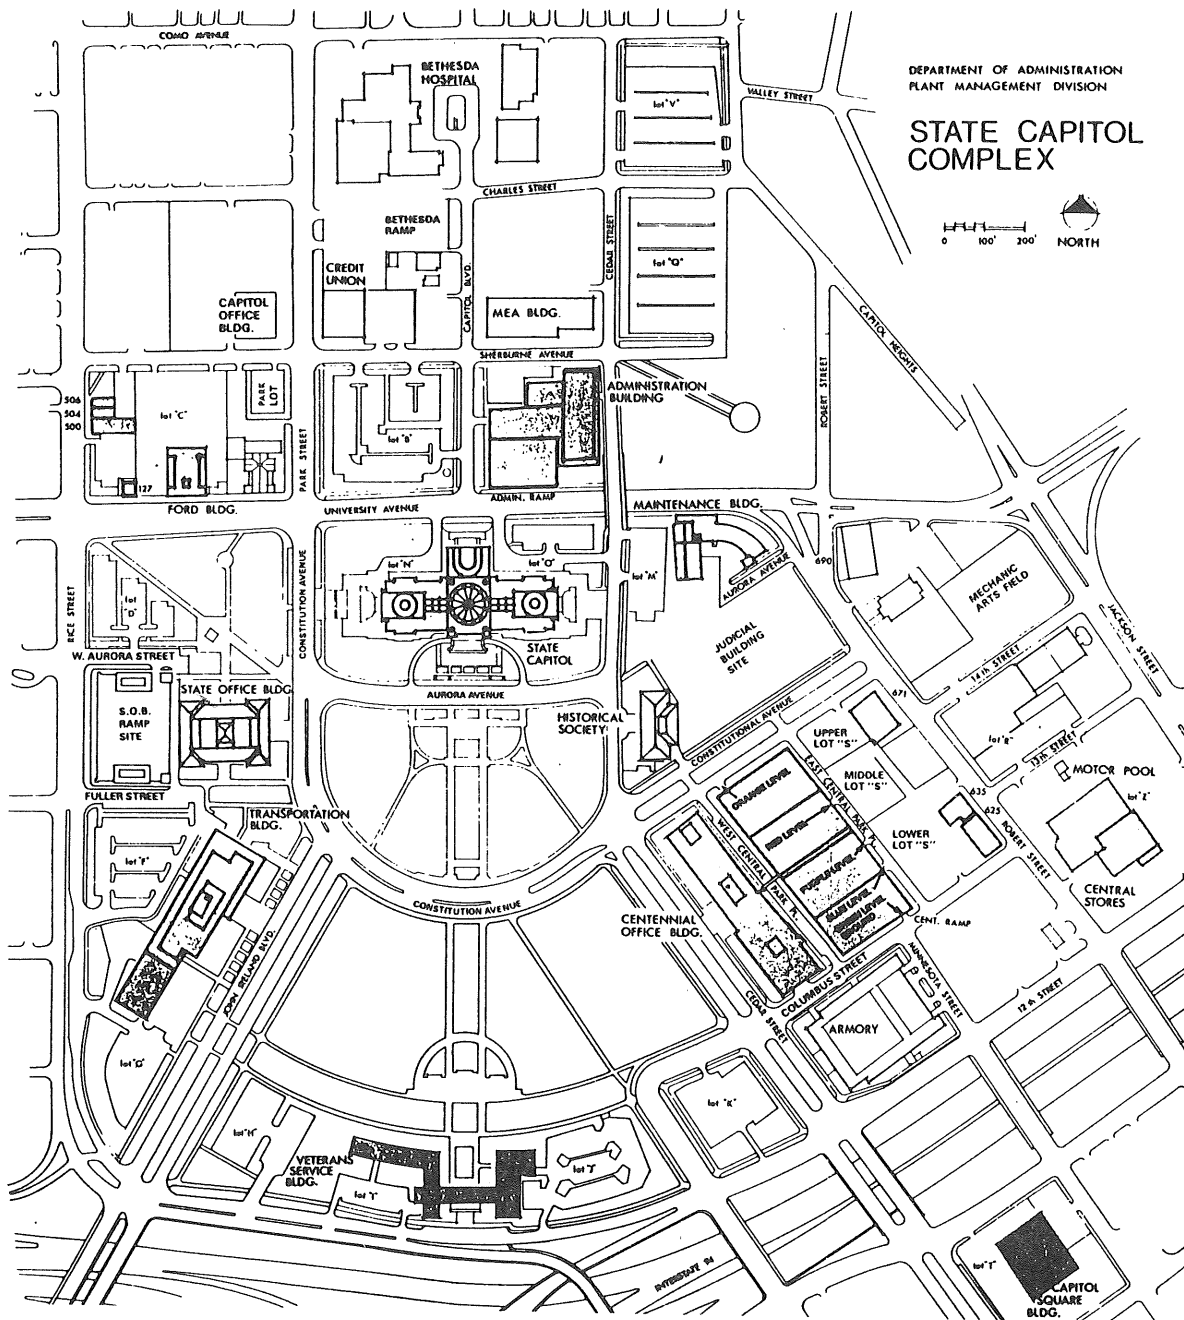 COMO AVENUE
BETHESDA
HOSPITAL
lot "V"
VALLEY STREET
DEPARTMENT OF ADMINISTRATION
PLANT MANAGEMENT DIVISION
STATE CAPITOL
COMPLEX
0 100' 200'
NORTH
CHARLES STREET
BETHESDA
RAMP
CEDAR STREET
lot "Q"
CREDIT
UNION
CAPITOL BLVD.
CAPITOL
OFFICE
BLDG.
MEA BLDG.
SHERBURNE AVENUE
CAPITOL HEIGHTS
ROBERT STREET
506
504
500
lot "C"
PARK
LOT
lot "B"
ADMINISTRATION
BUILDING
PARK STREET
127
FORD BLDG.
UNIVERSITY AVENUE
ADMIN. RAMP
MAINTENANCE BLDG.
lot "N"
lot "O"
lot "M"
AURORA AVENUE
690
MECHANIC
ARTS FIELD
JACKSON STREET
RICE STREET
lot
"D"
CONSTITUTION AVENUE
STATE
CAPITOL
JUDICIAL
BUILDING
SITE
W. AURORA STREET
AURORA AVENUE
14th STREET
STATE OFFICE BLDG.
S.O.B.
RAMP
SITE
HISTORICAL
SOCIETY
CONSTITUTIONAL AVENUE
671
UPPER
LOT "S"
lot "R"
13th STREET
FULLER STREET
ORANGE LEVEL
EAST CENTRAL PARK PL.
MIDDLE
LOT "S"
MOTOR POOL
lot "Z"
TRANSPORTATION
BLDG.
RED LEVEL
WEST CENTRAL PARK PL.
635
625
LOWER
LOT "S"
ROBERT STREET
lot "F"
PURPLE LEVEL
BLUE LEVEL
GREEN LEVEL
GROUND
CENTRAL
STORES
CONSTITUTION AVENUE
CENTENNIAL
OFFICE BLDG.
CENT. RAMP
JOHN IRELAND BLVD.
MINNESOTA STREET
COLUMBUS STREET
CEDAR STREET
12th STREET
ARMORY
lot "G"
lot "K"
lot "H"
VETERANS
SERVICE
BLDG.
lot "I"
lot "J"
INTERSTATE 94
lot "T"
CAPITOL
SQUARE
BLDG.